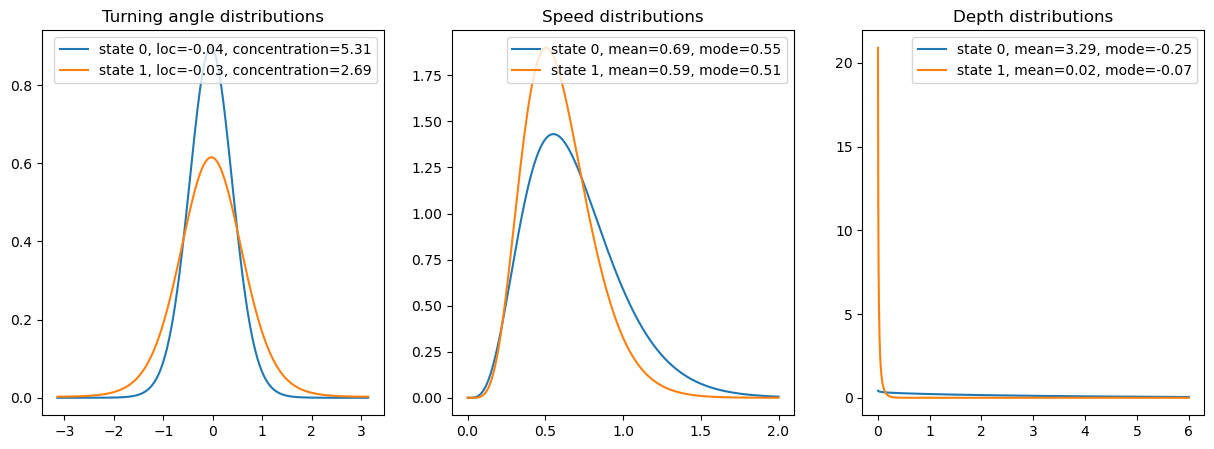 Turning angle distributions
state 0, loc=-0.04, concentration=5.31
state 1, loc=-0.03, concentration=2.69
0.8
0.6
0.4
0.2
0.0
−3 −2 −1 0 1 2 3
Speed distributions
state 0, mean=0.69, mode=0.55
state 1, mean=0.59, mode=0.51
1.75
1.50
1.25
1.00
0.75
0.50
0.25
0.00
0.0 0.5 1.0 1.5 2.0
Depth distributions
state 0, mean=3.29, mode=-0.25
state 1, mean=0.02, mode=-0.07
20
15
10
5
0
0 1 2 3 4 5 6